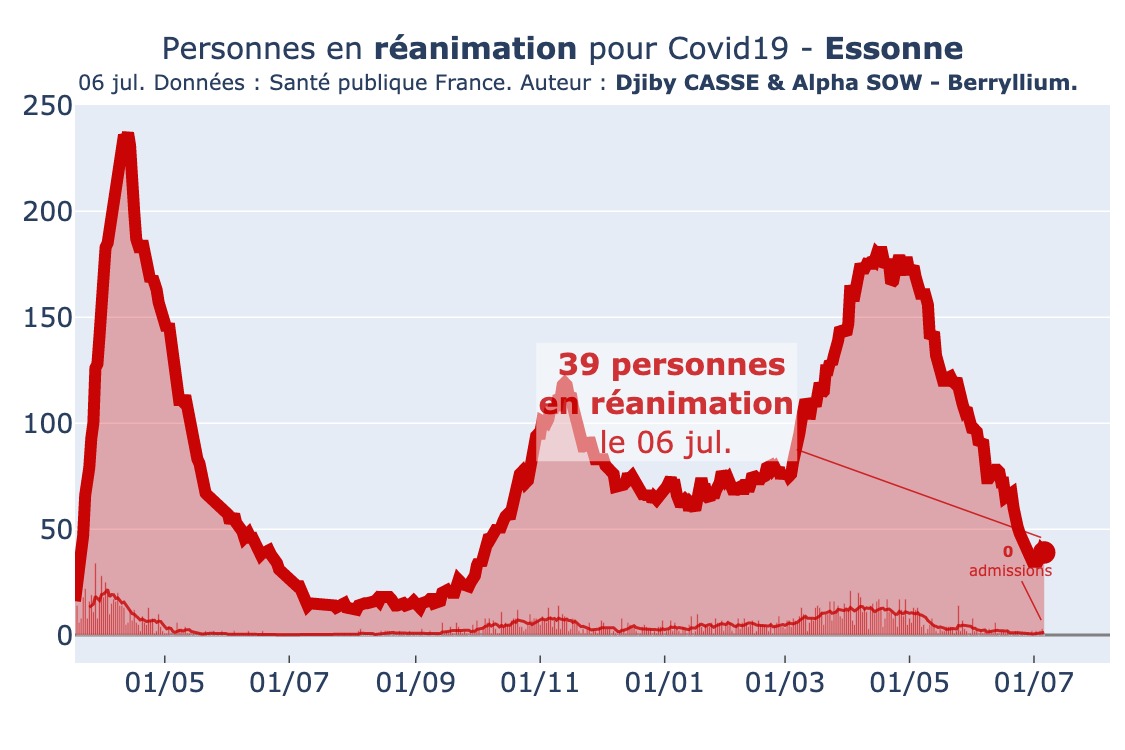 Personnes en réanimation pour Covid19 - Essonne
06 jul. Données : Santé publique France. Auteur : Djiby CASSE & Alpha SOW - Berryllium.
250
200
150
100
50
0
39 personnes
en réanimation
le 06 jul.
0
admissions
01/05 01/07 01/09 01/11 01/01 01/03 01/05 01/07